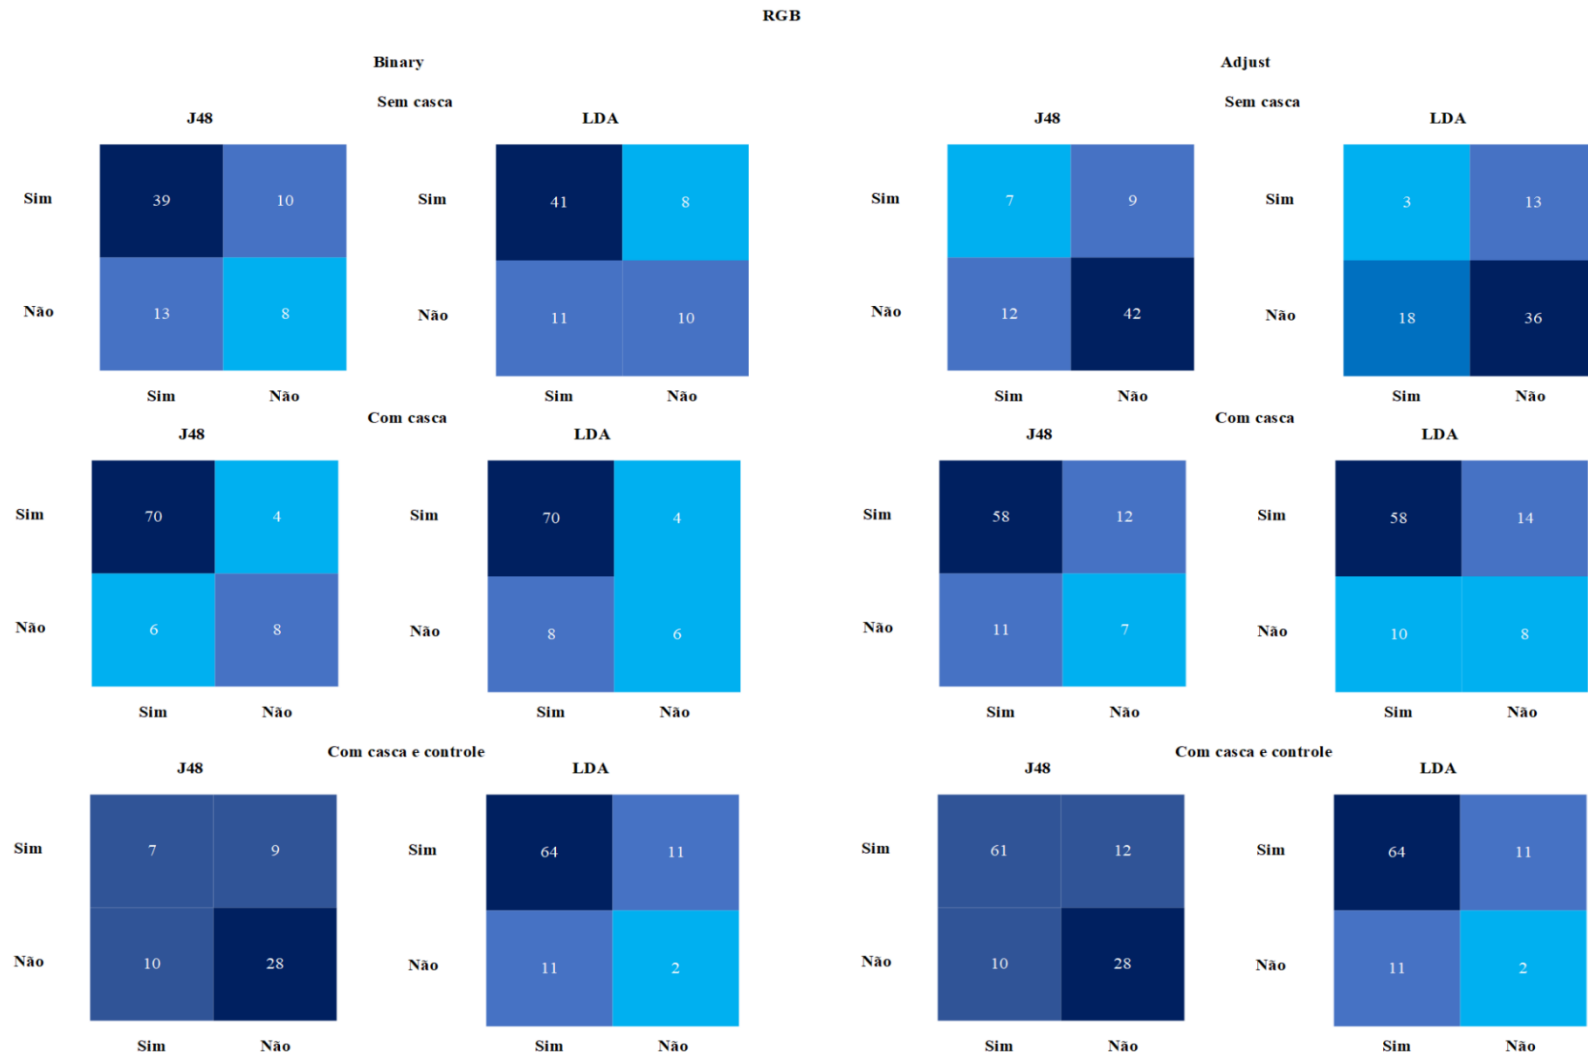 RGB
Binary Adjust
Sem casca Sem casca
J48 LDA J48 LDA
Sim 39 10 Sim 41 8 Sim 7 9 Sim 3 13
Não 13 8 Não 11 10 Não 12 42 Não 18 36
Sim Não Sim Não Sim Não Sim Não
Com casca Com casca
J48 LDA J48 LDA
Sim 70 4 Sim 70 4 Sim 58 12 Sim 58 14
Não 6 8 Não 8 6 Não 11 7 Não 10 8
Sim Não Sim Não Sim Não Sim Não
Com casca e controle Com casca e controle
J48 LDA J48 LDA
Sim 7 9 Sim 64 11 Sim 61 12 Sim 64 11
Não 10 28 Não 11 2 Não 10 28 Não 11 2
Sim Não Sim Não Sim Não Sim Não